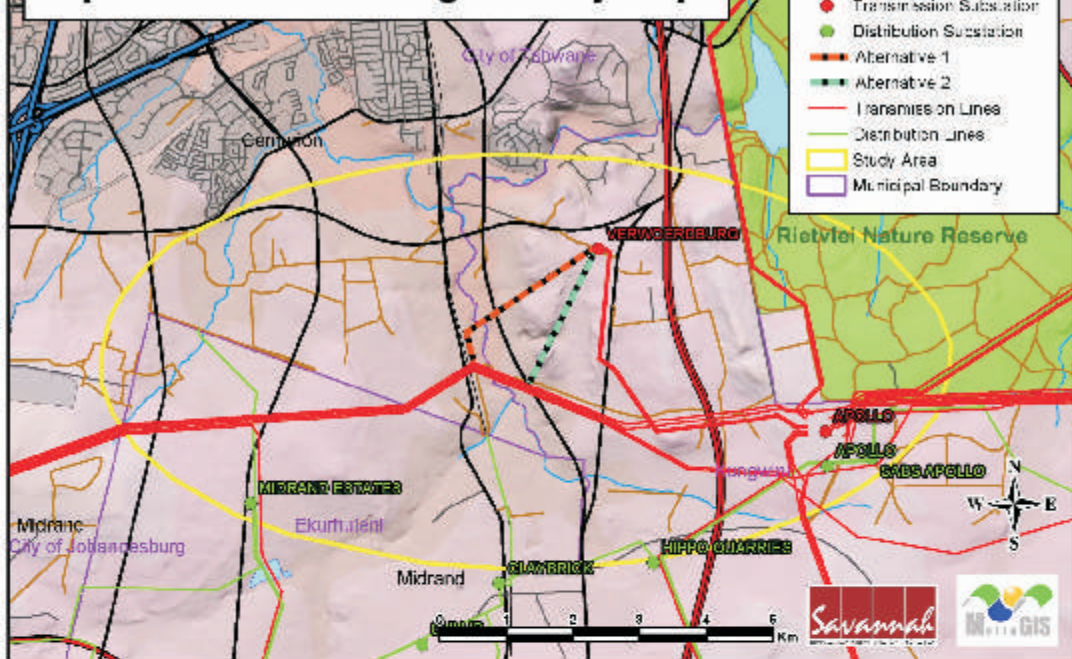 Transmission Substation
Distribution Substation
Alternative 1
Alternative 2
Transmission Lines
Distribution Lines
Study Area
Municipal Boundary
City of Tshwane
Centurion
VERWOERDBURG
Rietvlei Nature Reserve
APOLLO
APOLLO
SABS APOLLO
MIDRAND ESTATES
Midrand
City of Johannesburg
Ekurhuleni
HIPPO QUARRIES
CLAYBRICK
Midrand
N
W E
S
0 1 2 3 4 5
Km
Savannah